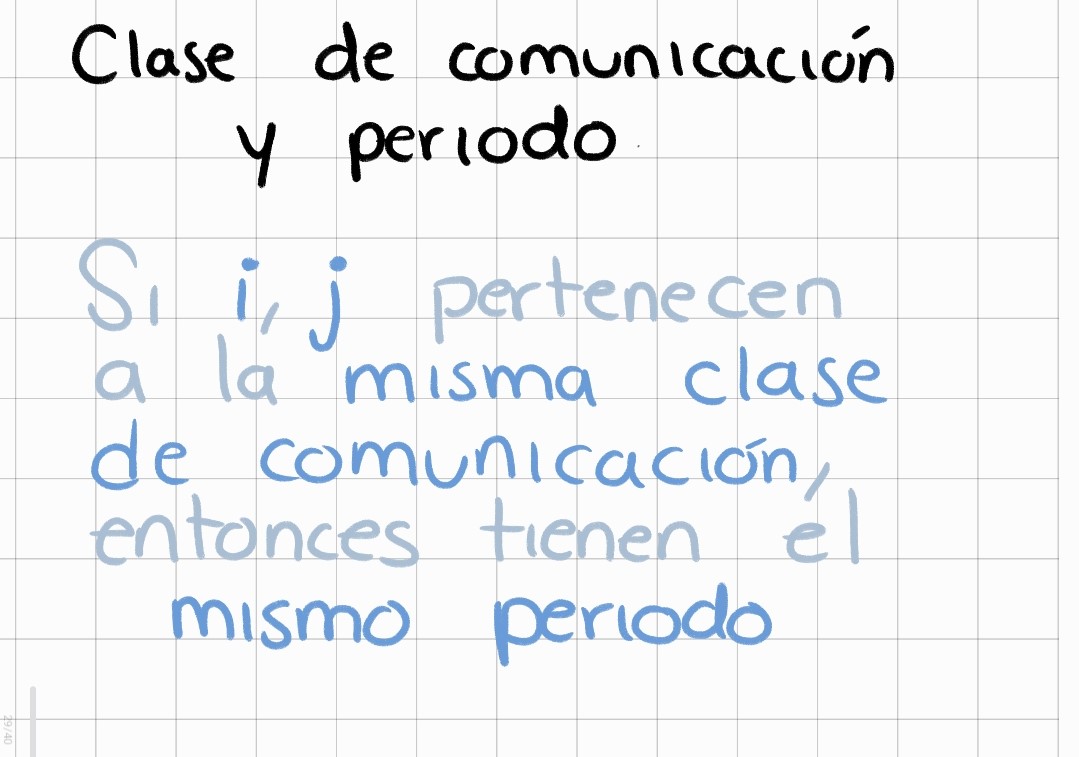 Clase de comunicación
y periodo
Si i, j pertenecen
a la misma clase
de comunicación,
entonces tienen el
mismo periodo
29/40